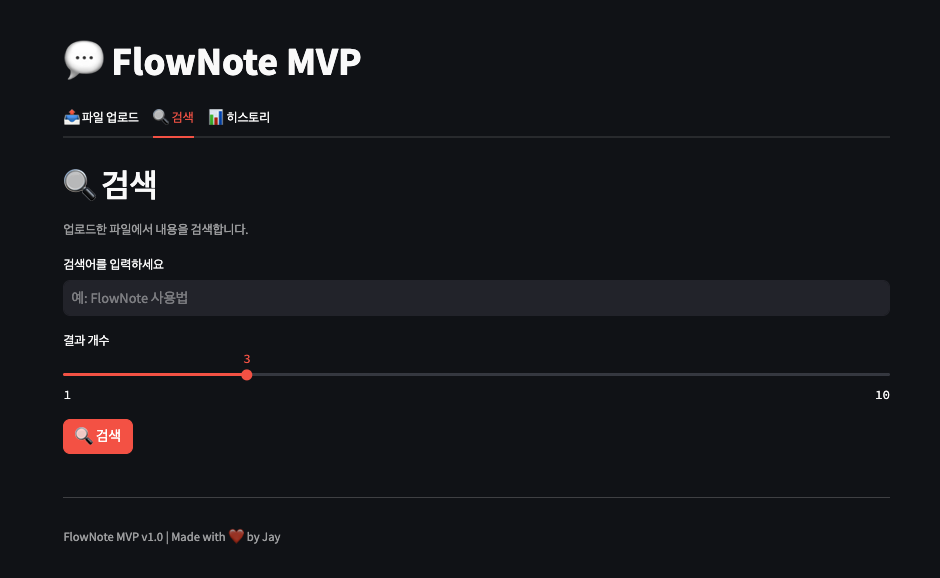 💬 FlowNote MVP
📤 파일 업로드 🔍 검색 📊 히스토리
🔍 검색
업로드한 파일에서 내용을 검색합니다.
검색어를 입력하세요
예: FlowNote 사용법
결과 개수
3
1 10
🔍 검색
FlowNote MVP v1.0 | Made with ❤️ by Jay